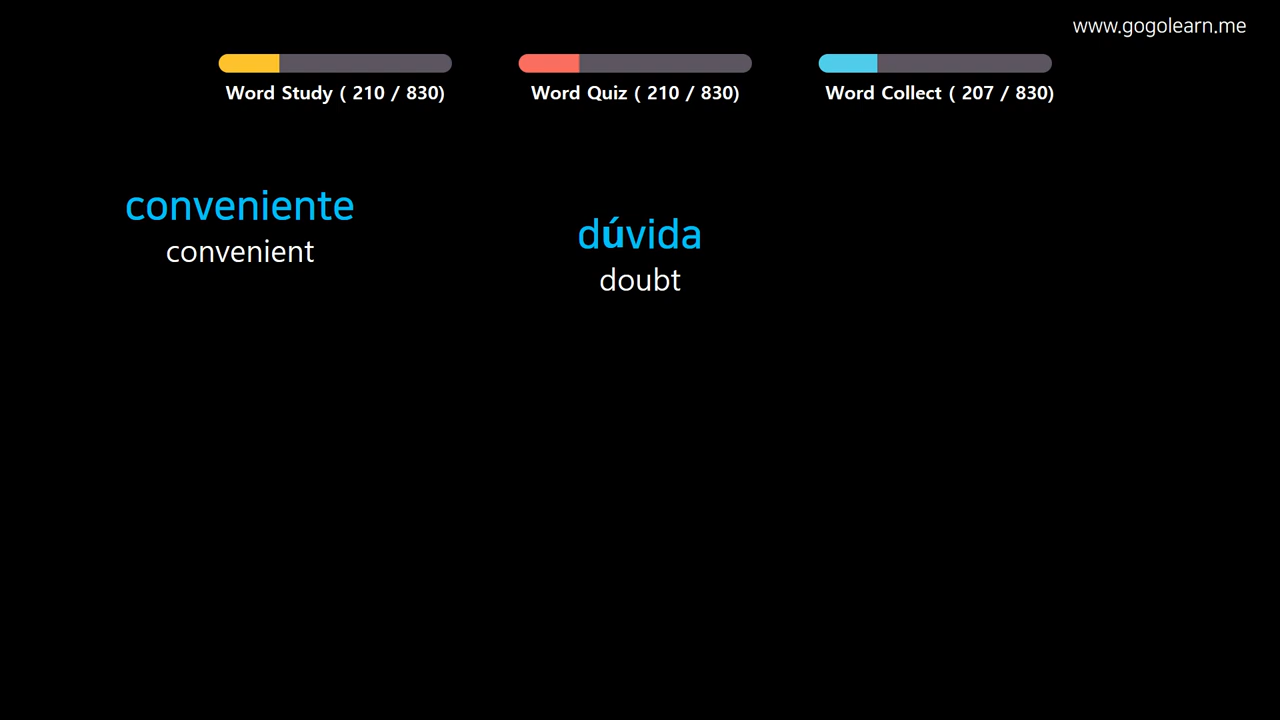 www.gogolearn.me
Word Study ( 210 / 830)
Word Quiz ( 210 / 830)
Word Collect ( 207 / 830)
conveniente
convenient
dúvida
doubt